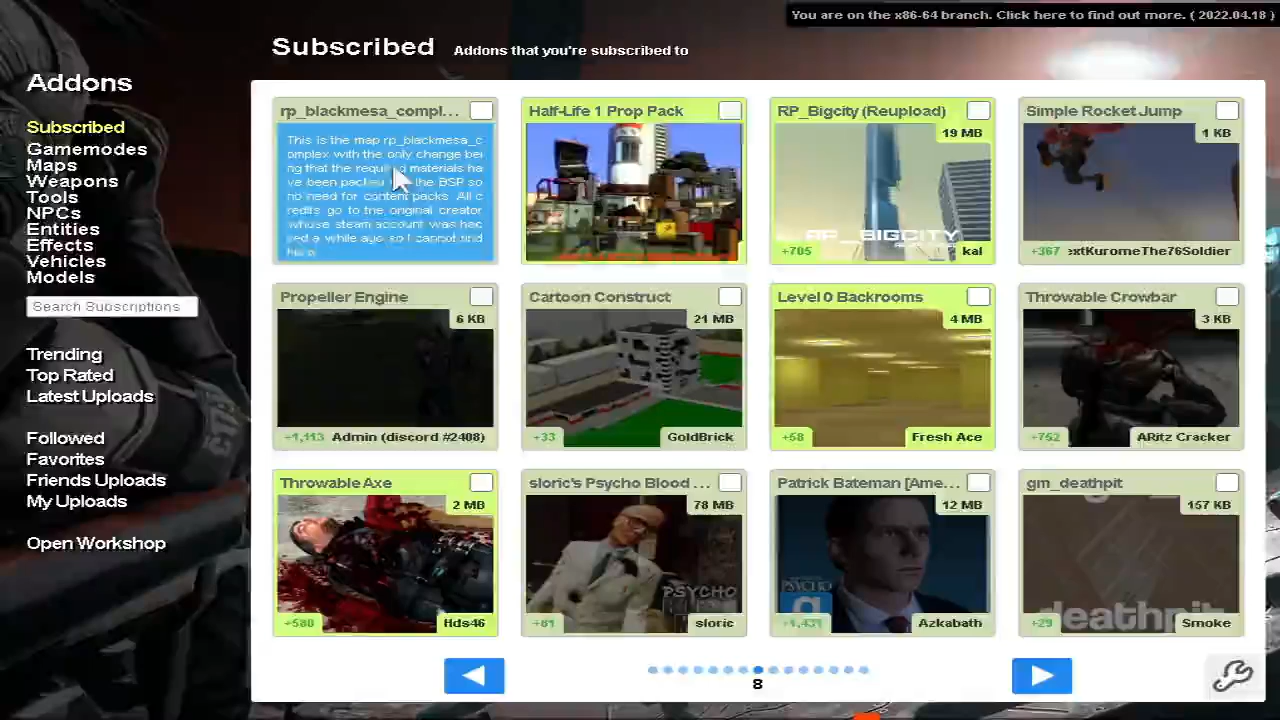 You are on the x86-64 branch. Click here to find out more. ( 2022.04.18 )
Subscribed
Addons that you're subscribed to
Addons
Subscribed
Gamemodes
Maps
Weapons
Tools
NPCs
Entities
Effects
Vehicles
Models
Search Subscriptions
Trending
Top Rated
Latest Uploads
Followed
Favorites
Friends Uploads
My Uploads
Open Workshop
rp_blackmesa_compl...
This is the map rp_blackmesa_c
omplex with the only change bei
ng that the required materials ha
ve been packed the BSP so
no need for content packs. All c
redits go to the original creator
whose steam account was hac
ked a while ago so I cannot find
Half-Life 1 Prop Pack
RP_Bigcity (Reupload)
19 MB
RP_BIGCITY
+705
kal
Simple Rocket Jump
1 KB
+367
extKuromeThe76Soldier
Propeller Engine
6 KB
+1,113
Admin (discord #2408)
Cartoon Construct
21 MB
+33
GoldBrick
Level 0 Backrooms
4 MB
+58
Fresh Ace
Throwable Crowbar
3 KB
+752
ARitz Cracker
Throwable Axe
2 MB
+580
Hds46
sloric's Psycho Blood ...
78 MB
PSYCHO
+81
sloric
Patrick Bateman [Ame...
12 MB
PSYCHO
g
+1,431
Azkabath
gm_deathpit
157 KB
deathpit
+29
Smoke
8